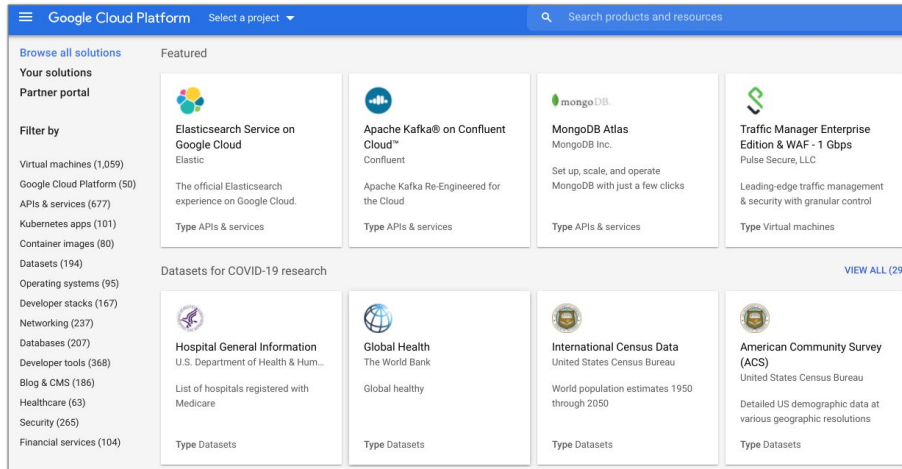 Google Cloud Platform
Select a project
Search products and resources
Browse all solutions
Your solutions
Partner portal
Filter by
Virtual machines (1,059)
Google Cloud Platform (50)
APIs & services (677)
Kubernetes apps (101)
Container images (80)
Datasets (194)
Operating systems (95)
Developer stacks (167)
Networking (237)
Databases (207)
Developer tools (368)
Blog & CMS (186)
Healthcare (63)
Security (265)
Financial services (104)
Featured
Elasticsearch Service on
Google Cloud
Elastic
The official Elasticsearch
experience on Google Cloud.
Type APIs & services
Apache Kafka® on Confluent
Cloud™
Confluent
Apache Kafka Re-Engineered for
the Cloud
Type APIs & services
mongoDB.
MongoDB Atlas
MongoDB Inc.
Set up, scale, and operate
MongoDB with just a few clicks
Type APIs & services
Traffic Manager Enterprise
Edition & WAF - 1 Gbps
Pulse Secure, LLC
Leading-edge traffic management
& security with granular control
Type Virtual machines
Datasets for COVID-19 research
VIEW ALL (29
Hospital General Information
U.S. Department of Health & Hum...
List of hospitals registered with
Medicare
Type Datasets
Global Health
The World Bank
Global healthy
Type Datasets
International Census Data
United States Census Bureau
World population estimates 1950
through 2050
Type Datasets
American Community Survey
(ACS)
United States Census Bureau
Detailed US demographic data at
various geographic resolutions
Type Datasets